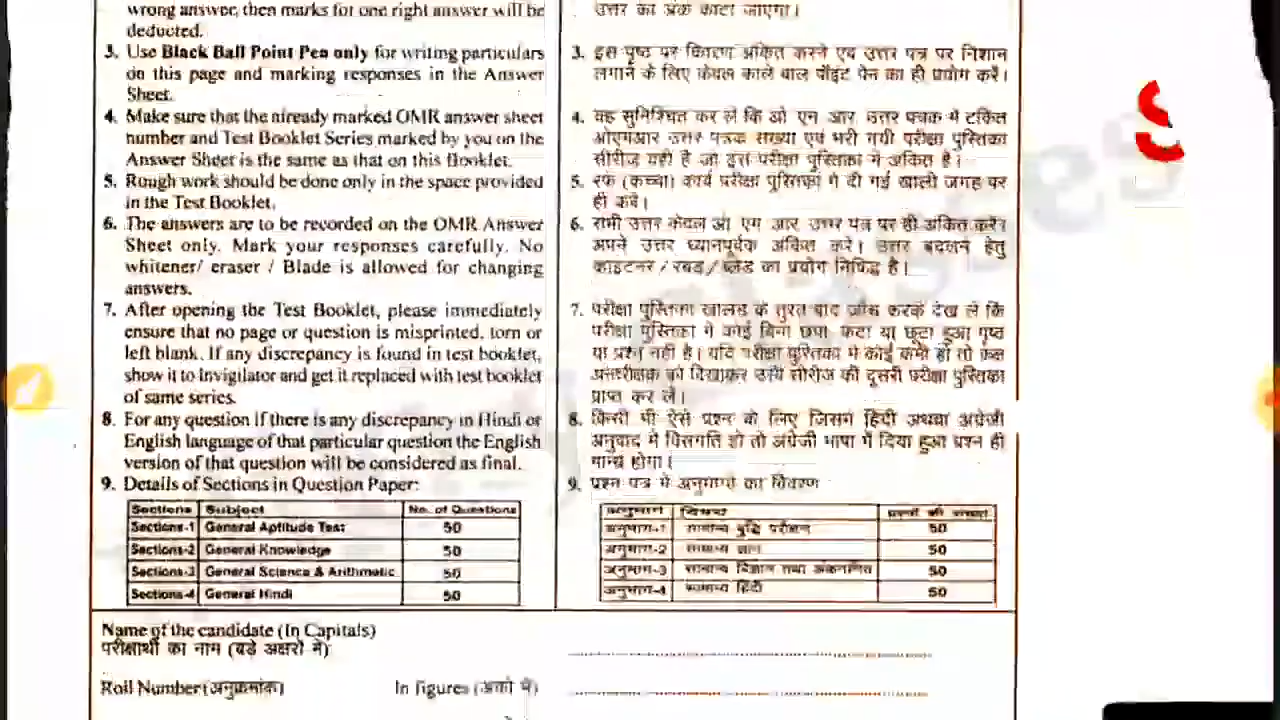 wrong answer, then marks for one right answer will be
deducted.
3. Use Black Ball Point Pen only for writing particulars
on this page and marking responses in the Answer
Sheet.
4. Make sure that the already marked OMR answer sheet
number and Test Booklet Series marked by you on the
Answer Sheet is the same as that on this Booklet.
5. Rough work should be done only in the space provided
in the Test Booklet.
6. The answers are to be recorded on the OMR Answer
Sheet only. Mark your responses carefully. No
whitener/ eraser / Blade is allowed for changing
answers.
7. After opening the Test Booklet, please immediately
ensure that no page or question is misprinted, torn or
left blank. If any discrepancy is found in test booklet,
show it to invigilator and get it replaced with test booklet
of same series.
8. For any question if there is any discrepancy in Hindi or
English language of that particular question the English
version of that question will be considered as final.
9. Details of Sections in Question Paper:
Sections Subject No. of Questions
Sections-1 General Aptitude Test 50
Sections-2 General Knowledge 50
Sections-3 General Science & Arithmetic 50
Sections-4 General Hindi 50
उत्तर का अंक काटा जाएगा।
3. इस पृष्ठ पर विवरण अंकित करने एवं उत्तर पत्र पर निशान
लगाने के लिए केवल काले बाल पॉइंट पेन का ही प्रयोग करें।
4. यह सुनिश्चित कर लें कि ओ एम आर उत्तर पत्रक में टंकित
ओएमआर उत्तर पत्रक संख्या एवं भरी गयी परीक्षा पुस्तिका
सीरीज वही है जो इस परीक्षा पुस्तिका में अंकित है।
5. रफ (कच्चा) कार्य परीक्षा पुस्तिका में दी गई खाली जगह पर
ही करें।
6. सभी उत्तर केवल ओ एम आर उत्तर पत्र पर ही अंकित करें।
अपने उत्तर ध्यानपूर्वक अंकित करें। उत्तर बदलने हेतु
व्हाइटनर / रबड़ / ब्लेड का प्रयोग निषिद्ध है।
7. परीक्षा पुस्तिका खोलने के तुरंत बाद जाँच करके देख लें कि
परीक्षा पुस्तिका में कोई बिना छपा, फटा या छूटा हुआ पृष्ठ
या प्रश्न नहीं है। यदि परीक्षा पुस्तिका में कोई कमी हो तो
अन्तरीक्षक को दिखाकर उसी सीरीज की दूसरी परीक्षा पुस्तिका
प्राप्त कर लें।
8. किसी भी ऐसे प्रश्न के लिए जिसमें हिंदी अथवा अंग्रेजी
अनुवाद में विसंगति हो तो अंग्रेजी भाषा में दिया हुआ प्रश्न ही
मान्य होगा।
9. प्रश्न पत्र में अनुभागों का विवरण
अनुभाग विषय प्रश्नों की संख्या
अनुभाग-1 सामान्य बुद्धि परीक्षण 50
अनुभाग-2 सामान्य ज्ञान 50
अनुभाग-3 सामान्य विज्ञान तथा अंकगणित 50
अनुभाग-4 सामान्य हिंदी 50
Name of the candidate (In Capitals)
परीक्षार्थी का नाम (बड़े अक्षरों में)
Roll Number(अनुक्रमांक) In figures (अंकों में)